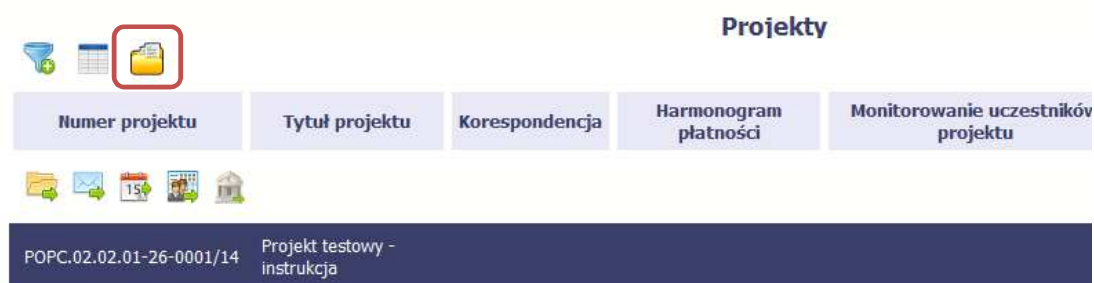 Projekty
Numer projektu
Tytuł projektu
Korespondencja
Harmonogram
płatności
Monitorowanie uczestników
projektu
15
POPC.02.02.01-26-0001/14
Projekt testowy -
instrukcja